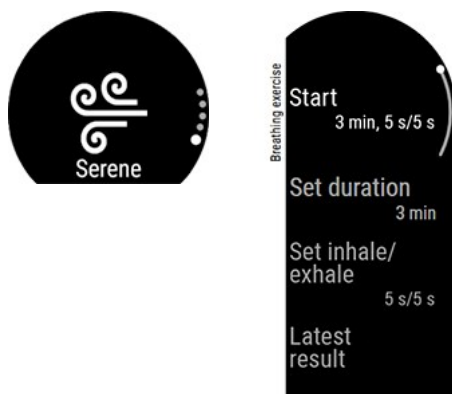 Serene
Breathing exercise
Start
3 min, 5 s/5 s
Set duration
3 min
Set inhale/
exhale
5 s/5 s
Latest
result